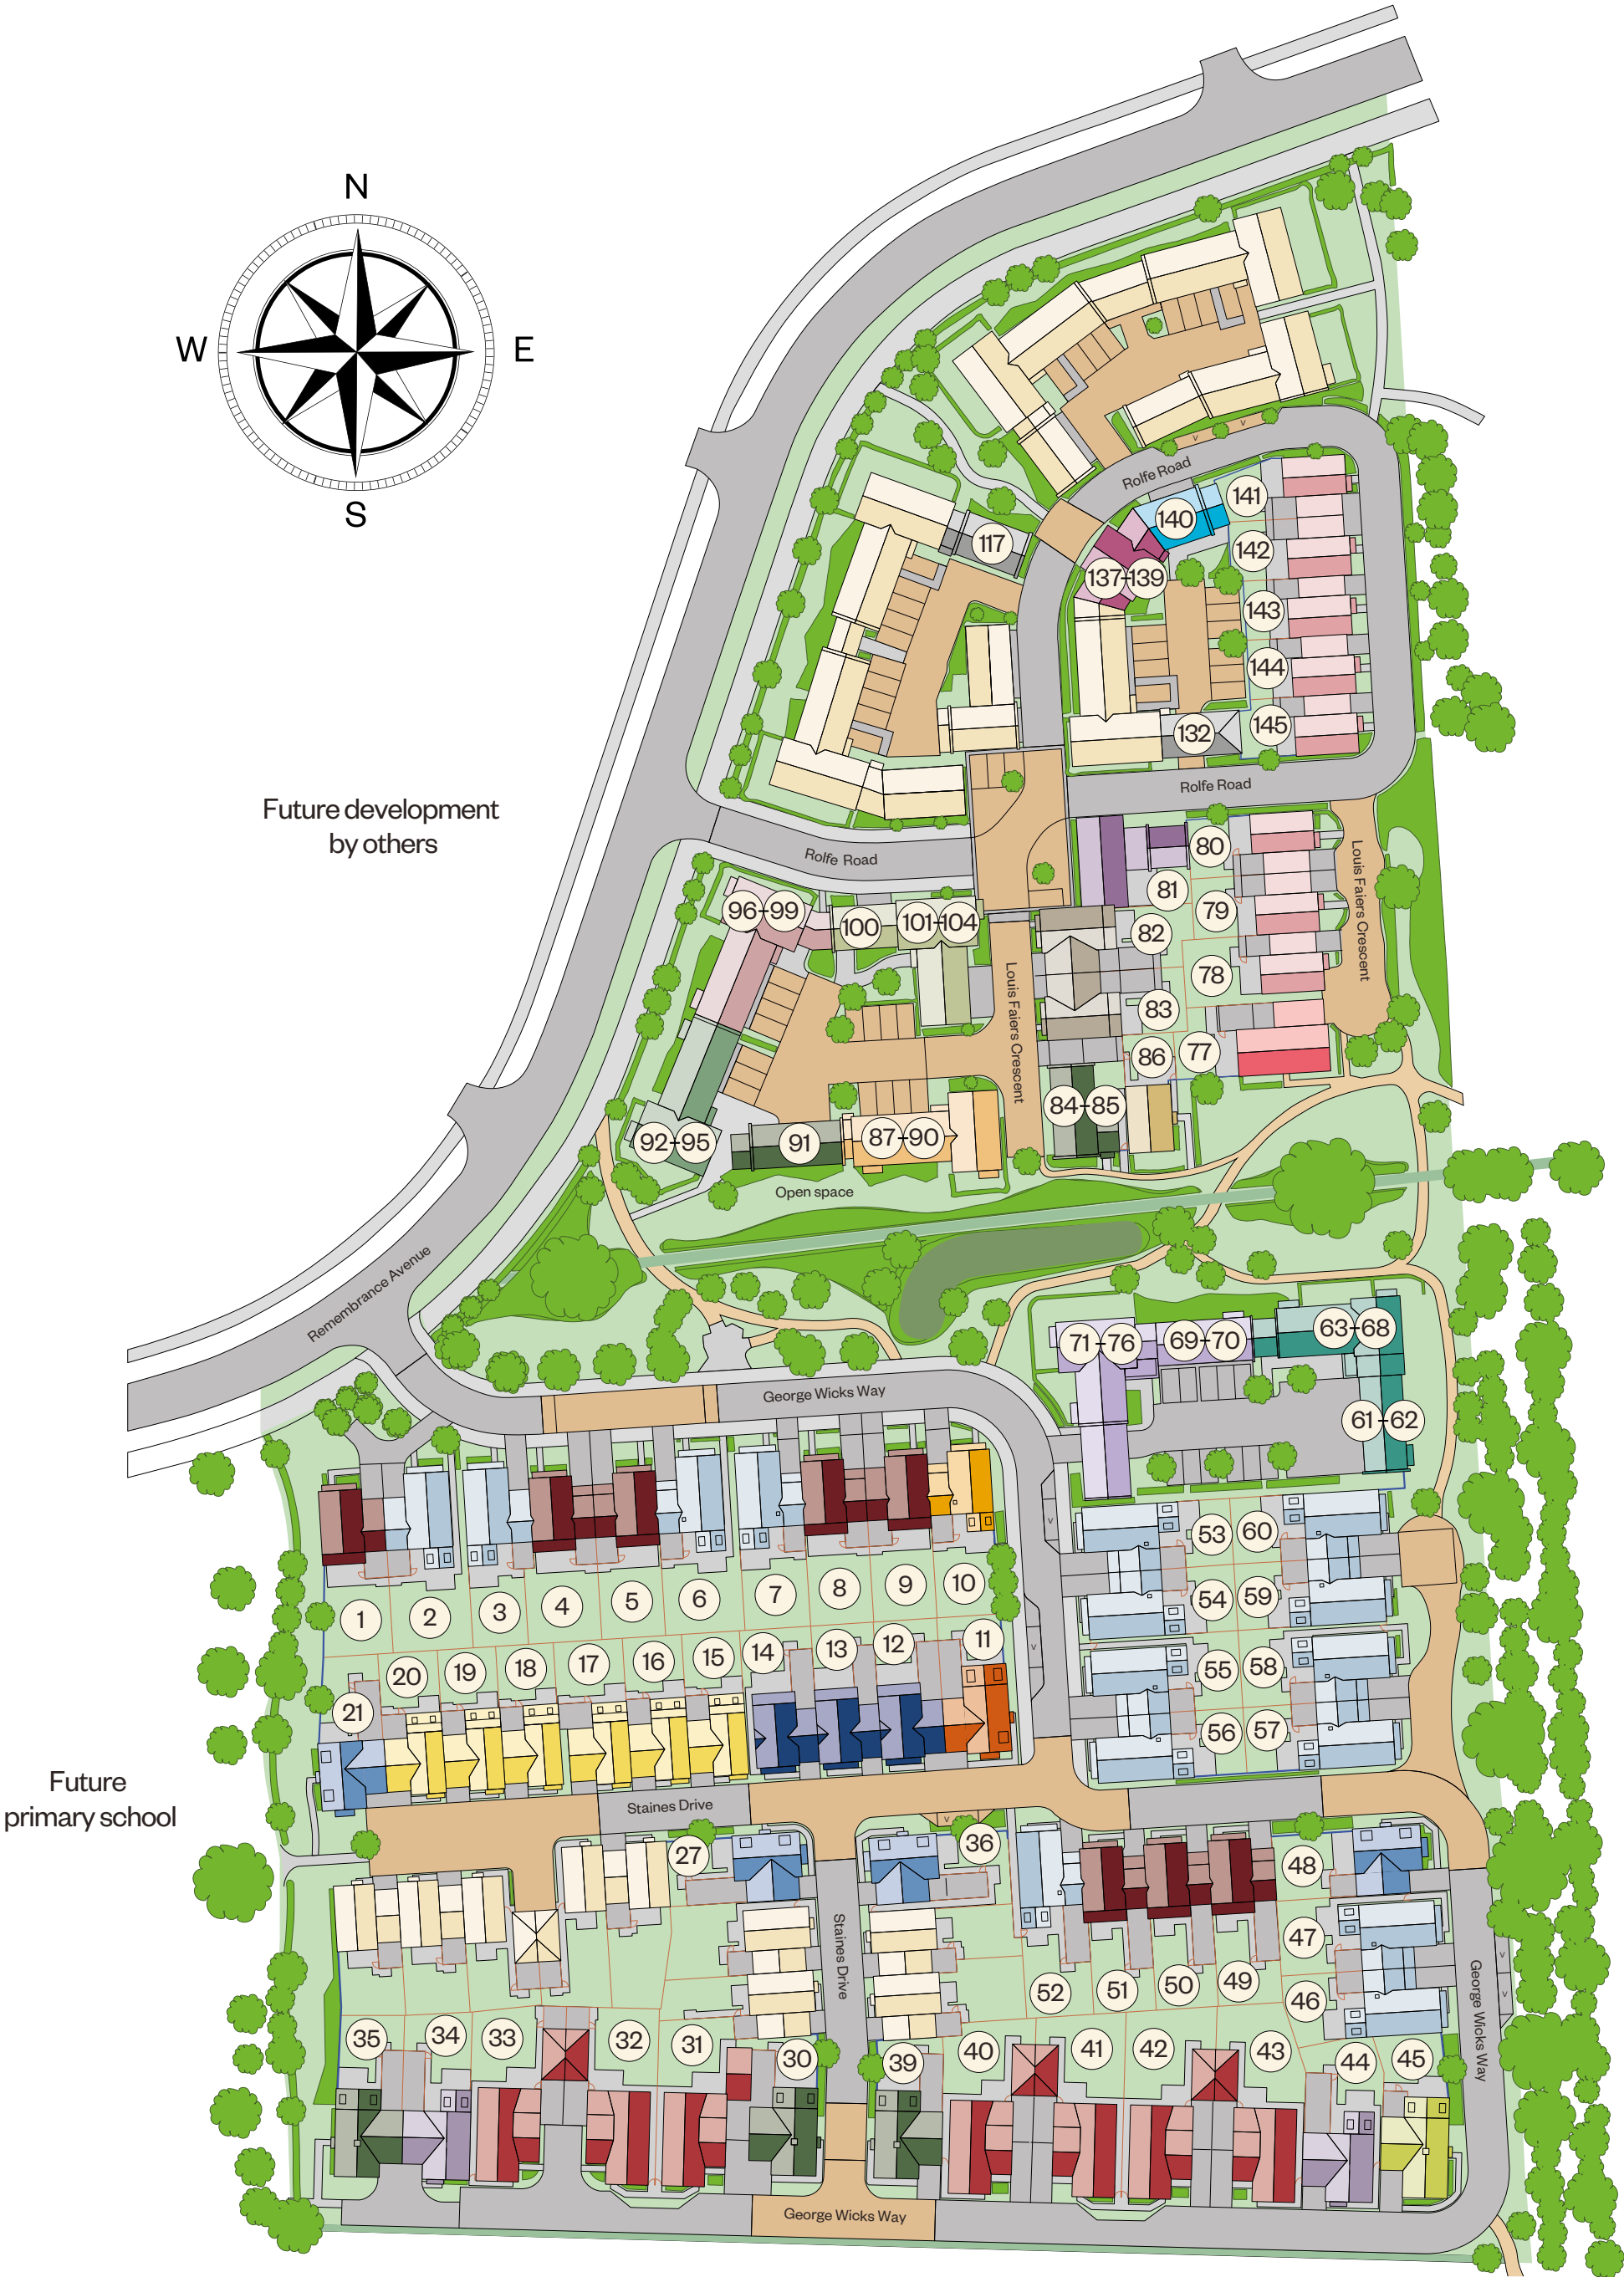 N
W
E
S
Rolfe Road
141
140
117
142
137-139
143
144
145
132
Rolfe Road
Future development
by others
Rolfe Road
80
Louis Faiers Crescent
81
96-99
100
101-104
79
82
78
Louis Faiers Crescent
83
86
77
84-85
92-95
91
87-90
Open space
Remembrance Avenue
71-76
69-70
63-68
George Wicks Way
61-62
V
53
60
1
2
3
4
5
6
7
8
9
10
54
59
V
21
20
19
18
17
16
15
14
13
12
11
55
58
56
57
Future
primary school
Staines Drive
V
27
36
48
Staines Drive
47
V
V
52
51
50
49
46
George Wicks Way
35
34
33
32
31
30
39
40
41
42
43
44
45
George Wicks Way
V
V